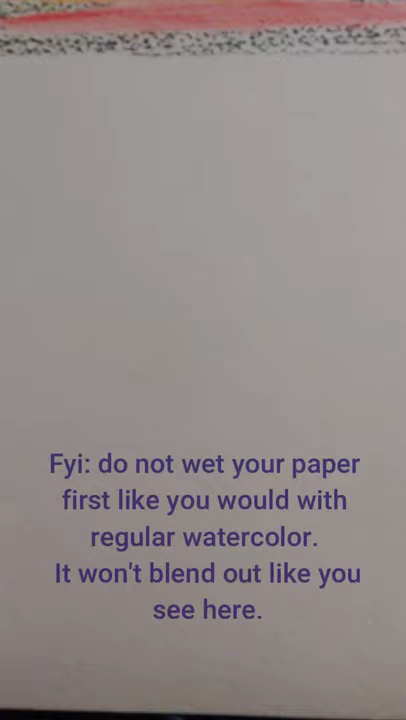 Fyi: do not wet your paper
first like you would with
regular watercolor.
It won't blend out like you
see here.